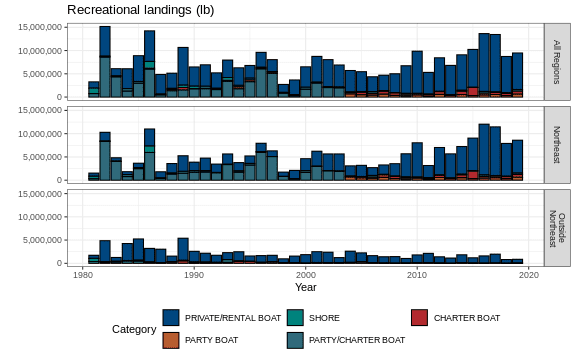 Recreational landings (lb)
15,000,000
10,000,000
5,000,000
0
All Regions
15,000,000
10,000,000
5,000,000
0
Northeast
15,000,000
10,000,000
5,000,000
0
Outside
Northeast
1980 1990 2000 2010 2020
Year
Category
PRIVATE/RENTAL BOAT SHORE CHARTER BOAT
PARTY BOAT PARTY/CHARTER BOAT